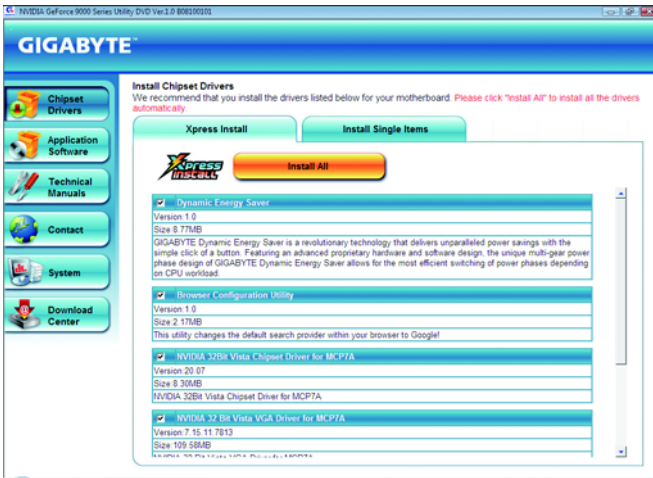 NVIDIA GeForce 9000 Series Utility DVD Ver.1.0 B08100101
GIGABYTE™
Chipset
Drivers
Application
Software
Technical
Manuals
Contact
System
Download
Center
Install Chipset Drivers
We recommend that you install the drivers listed below for your motherboard. Please click "Install All" to install all the drivers
automatically.
Xpress Install
Install Single Items
Xpress
Install
Install All
Dynamic Energy Saver
Version:1.0
Size:8.77MB
GIGABYTE Dynamic Energy Saver is a revolutionary technology that delivers unparalleled power savings with the
simple click of a button. Featuring an advanced proprietary hardware and software design, the unique multi-gear power
phase design of GIGABYTE Dynamic Energy Saver allows for the most efficient switching of power phases depending
on CPU workload.
Browser Configuration Utility
Version:1.0
Size:2.17MB
This utility changes the default search provider within your browser to Google!
NVIDIA 32Bit Vista Chipset Driver for MCP7A
Version:20.07
Size:8.30MB
NVIDIA 32Bit Vista Chipset Driver for MCP7A
NVIDIA 32 Bit Vista VGA Driver for MCP7A
Version:7.15.11.7813
Size:109.58MB
NVIDIA 32 Bit Vista VGA Driver for MCP7A